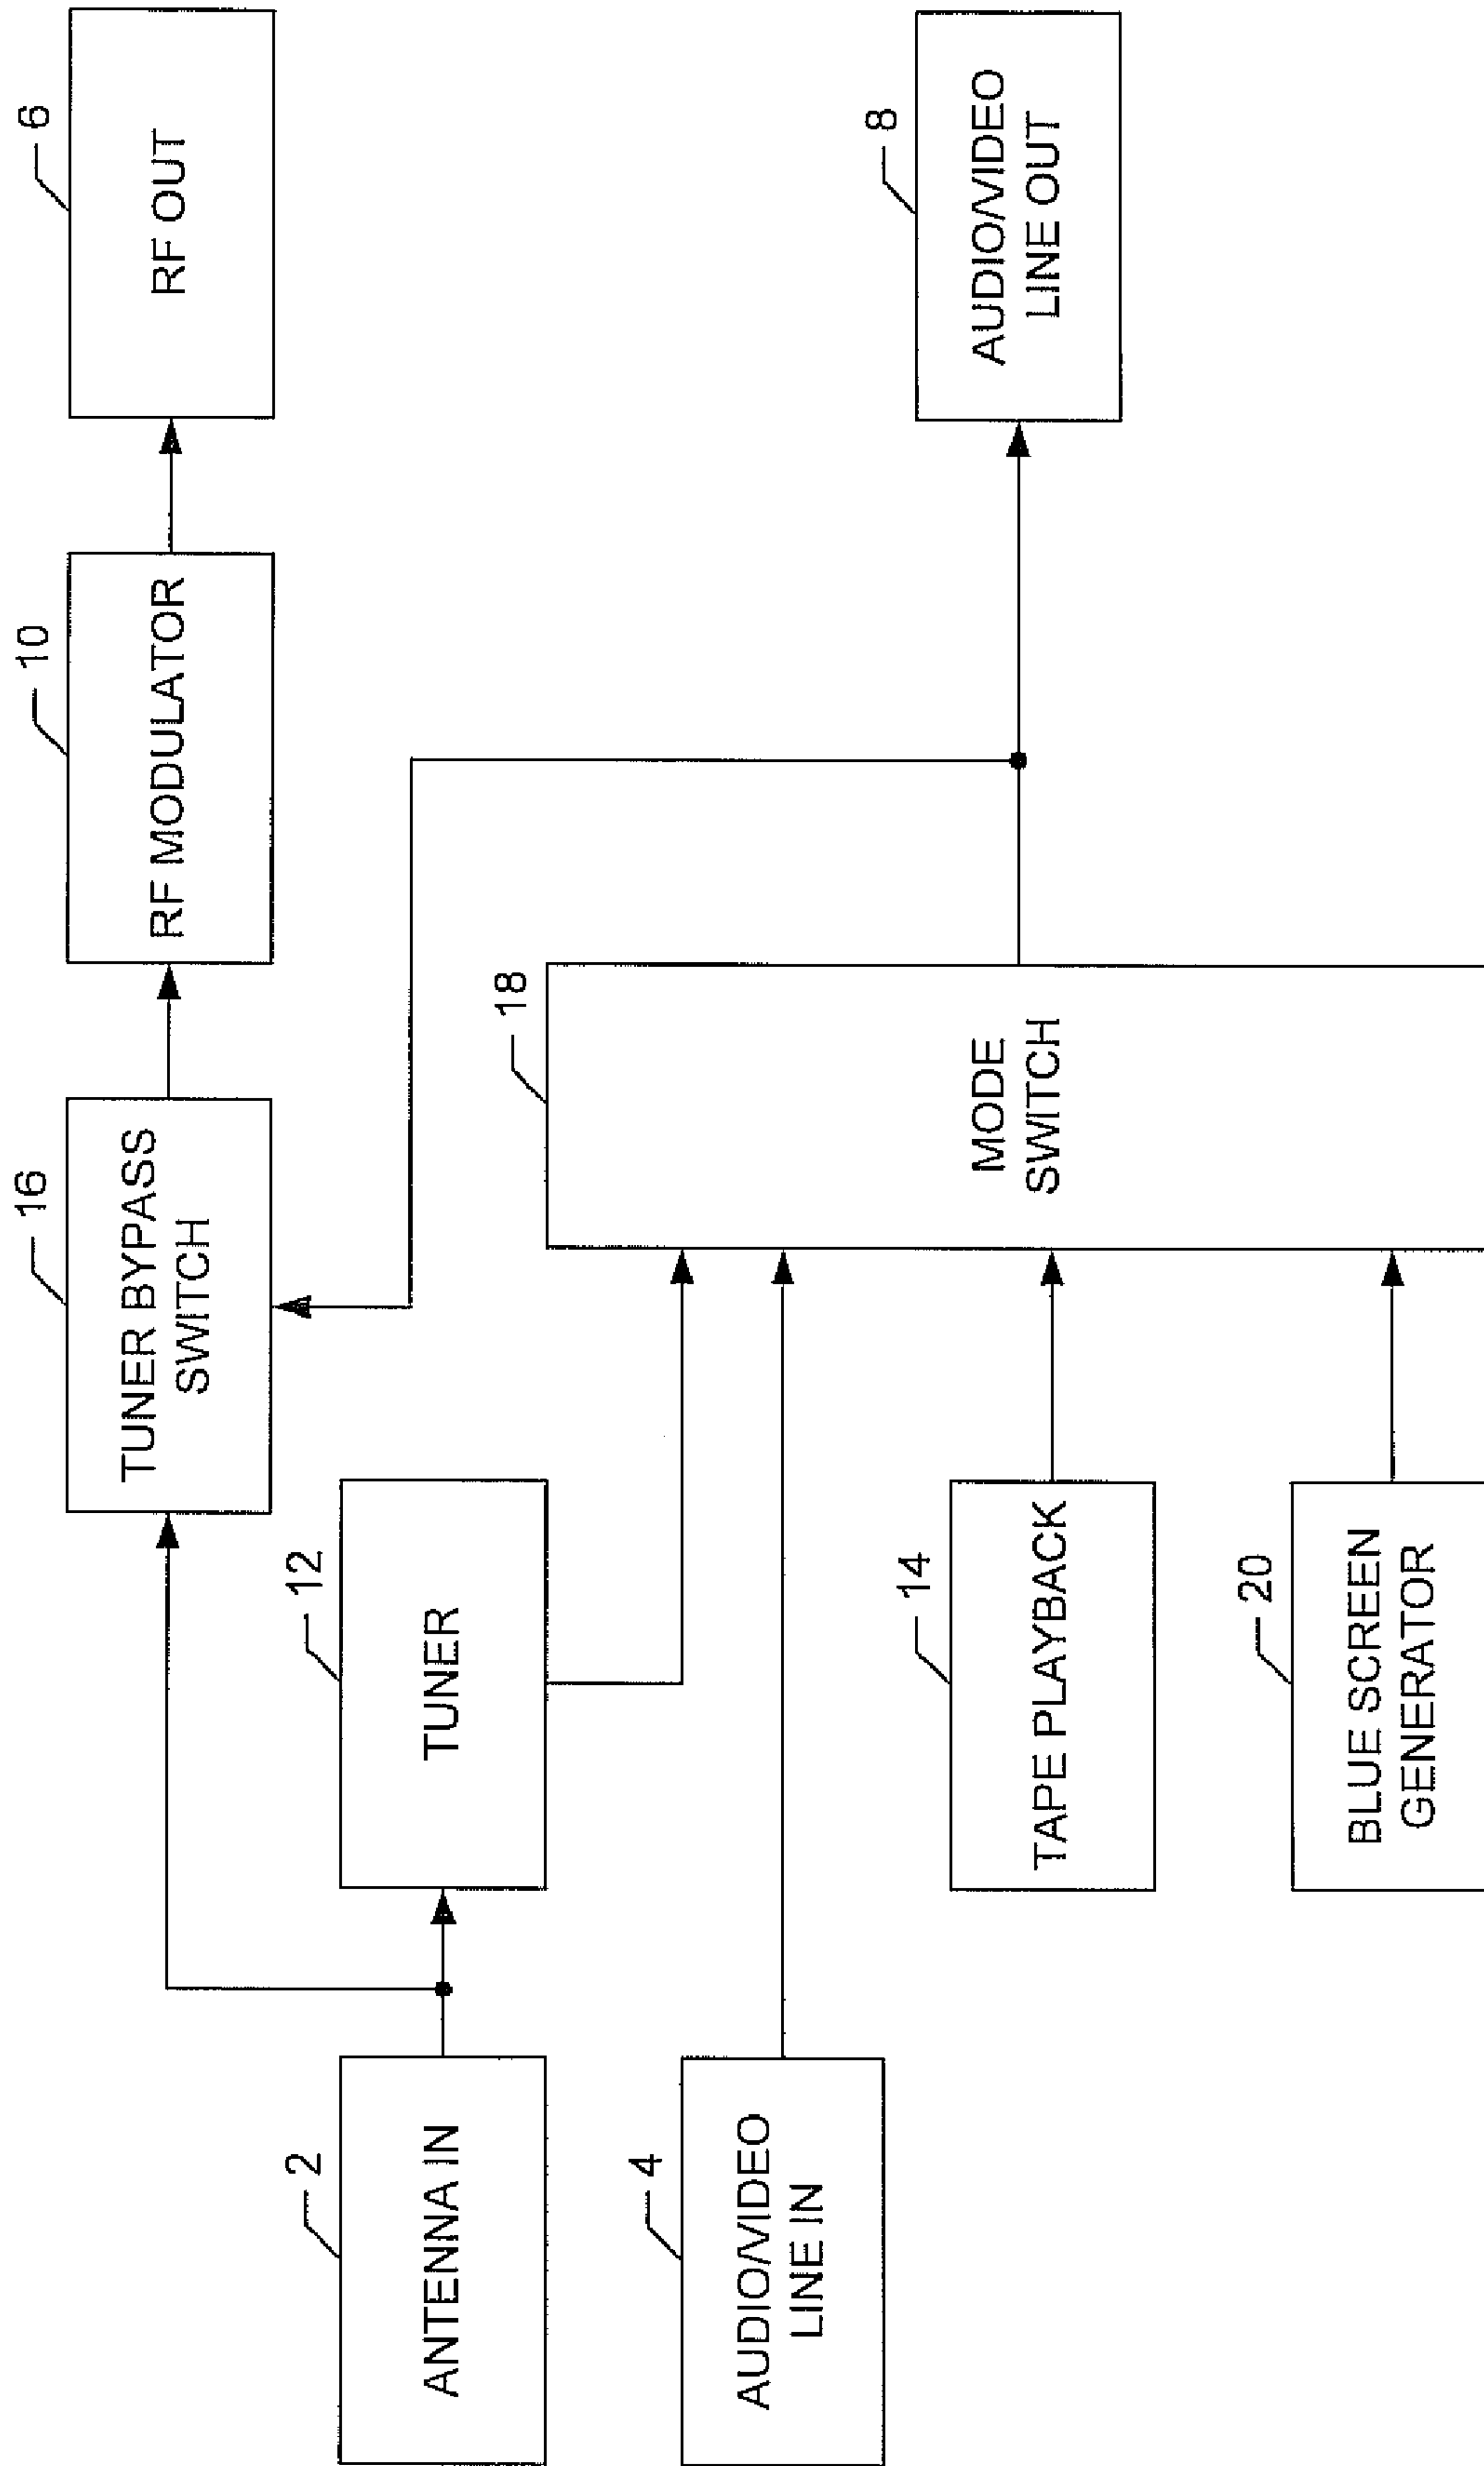 2
ANTENNA IN
4
AUDIO/VIDEO
LINE IN
12
TUNER
14
TAPE PLAYBACK
20
BLUE SCREEN
GENERATOR
16
TUNER BYPASS
SWITCH
18
MODE
SWITCH
10
RF MODULATOR
6
RF OUT
8
AUDIO/VIDEO
LINE OUT